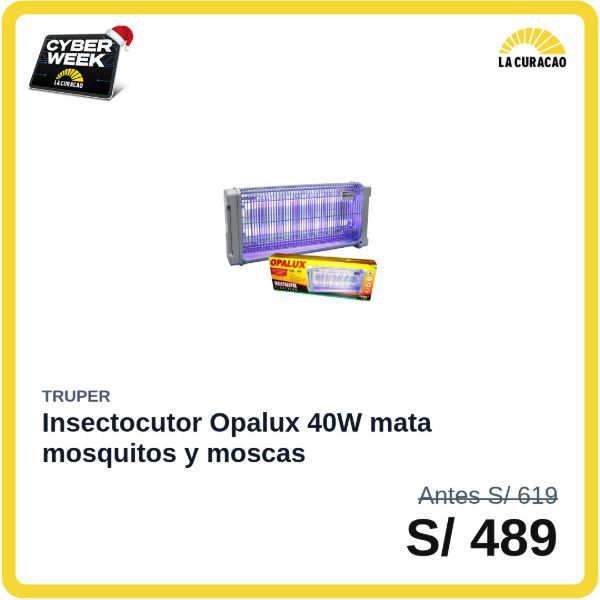 CYBER
WEEK
LA CURACAO
LA CURACAO
OPALUX
TRUPER
Insectocutor Opalux 40W mata
mosquitos y moscas
Antes S/ 619
S/ 489